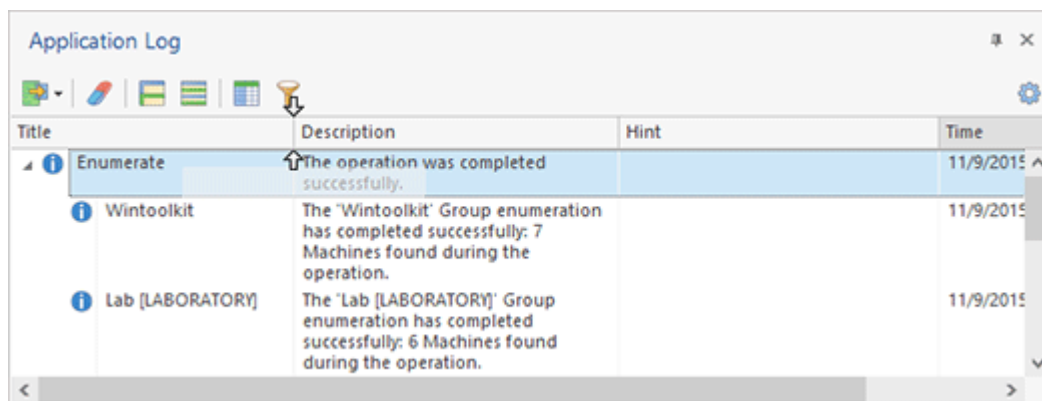 Application Log
Title Description Hint Time
Enumerate The operation was completed 11/9/2015
successfully.
Wintoolkit The 'Wintoolkit' Group enumeration 11/9/2015
has completed successfully: 7
Machines found during the
operation.
Lab [LABORATORY] The 'Lab [LABORATORY]' Group 11/9/2015
enumeration has completed
successfully: 6 Machines found
during the operation.